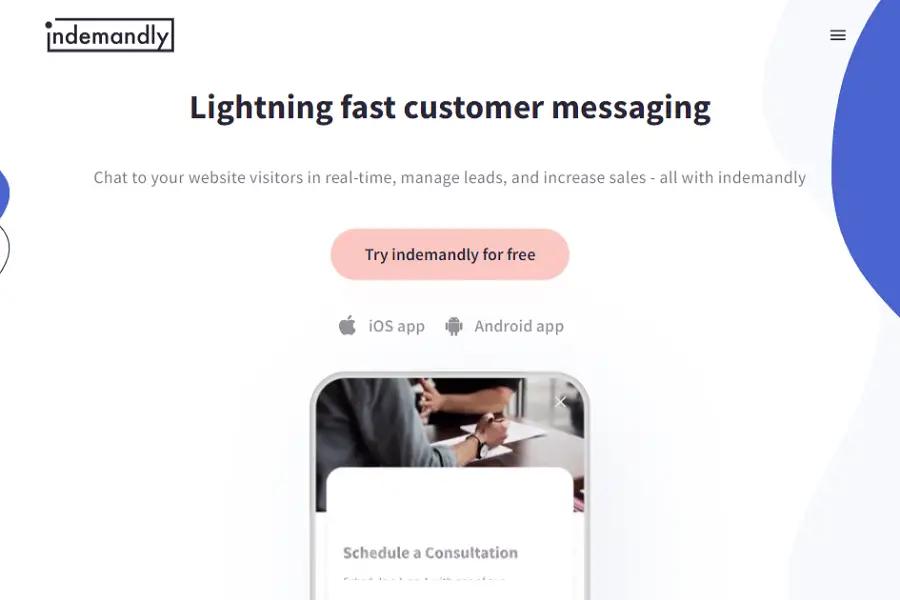 indemandly
Lightning fast customer messaging
Chat to your website visitors in real-time, manage leads, and increase sales - all with indemandly
Try indemandly for free
iOS app
Android app
Schedule a Consultation